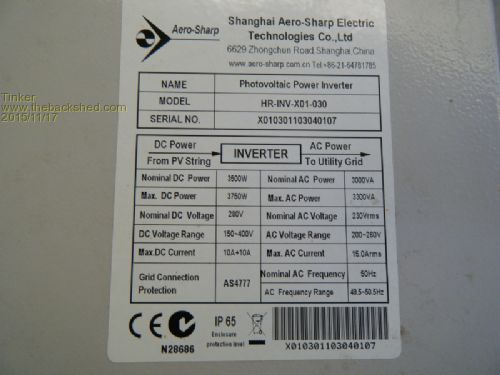 Aero-Sharp
Shanghai Aero-Sharp Electric
Technologies Co.,Ltd
6629 Zhongchun Road,Shanghai,China
www.aero-sharp.com.cn Tel:+86-21-64781785
NAME Photovoltaic Power Inverter
MODEL HR-INV-X01-030
SERIAL NO. X010301103040107
DC Power INVERTER AC Power
From PV String To Utility Grid
Nominal DC Power 3500W Nominal AC Power 3000VA
Max. DC Power 3750W Max. AC Power 3300VA
Nominal DC Voltage 280V Nominal AC Voltage 230Vrms
DC Voltage Range 150-400V AC Voltage Range 200-260V
Max.DC Current 10A+10A Max. AC Current 15.0Arms
Grid Connection Protection AS4777 Nominal AC Frequency 50Hz
AC Frequency Range 49.5-50.5Hz
N28686
IP 65
Enclosure
protective level
X010301103040107
Tinker
www.thebackshed.com
2015/11/17